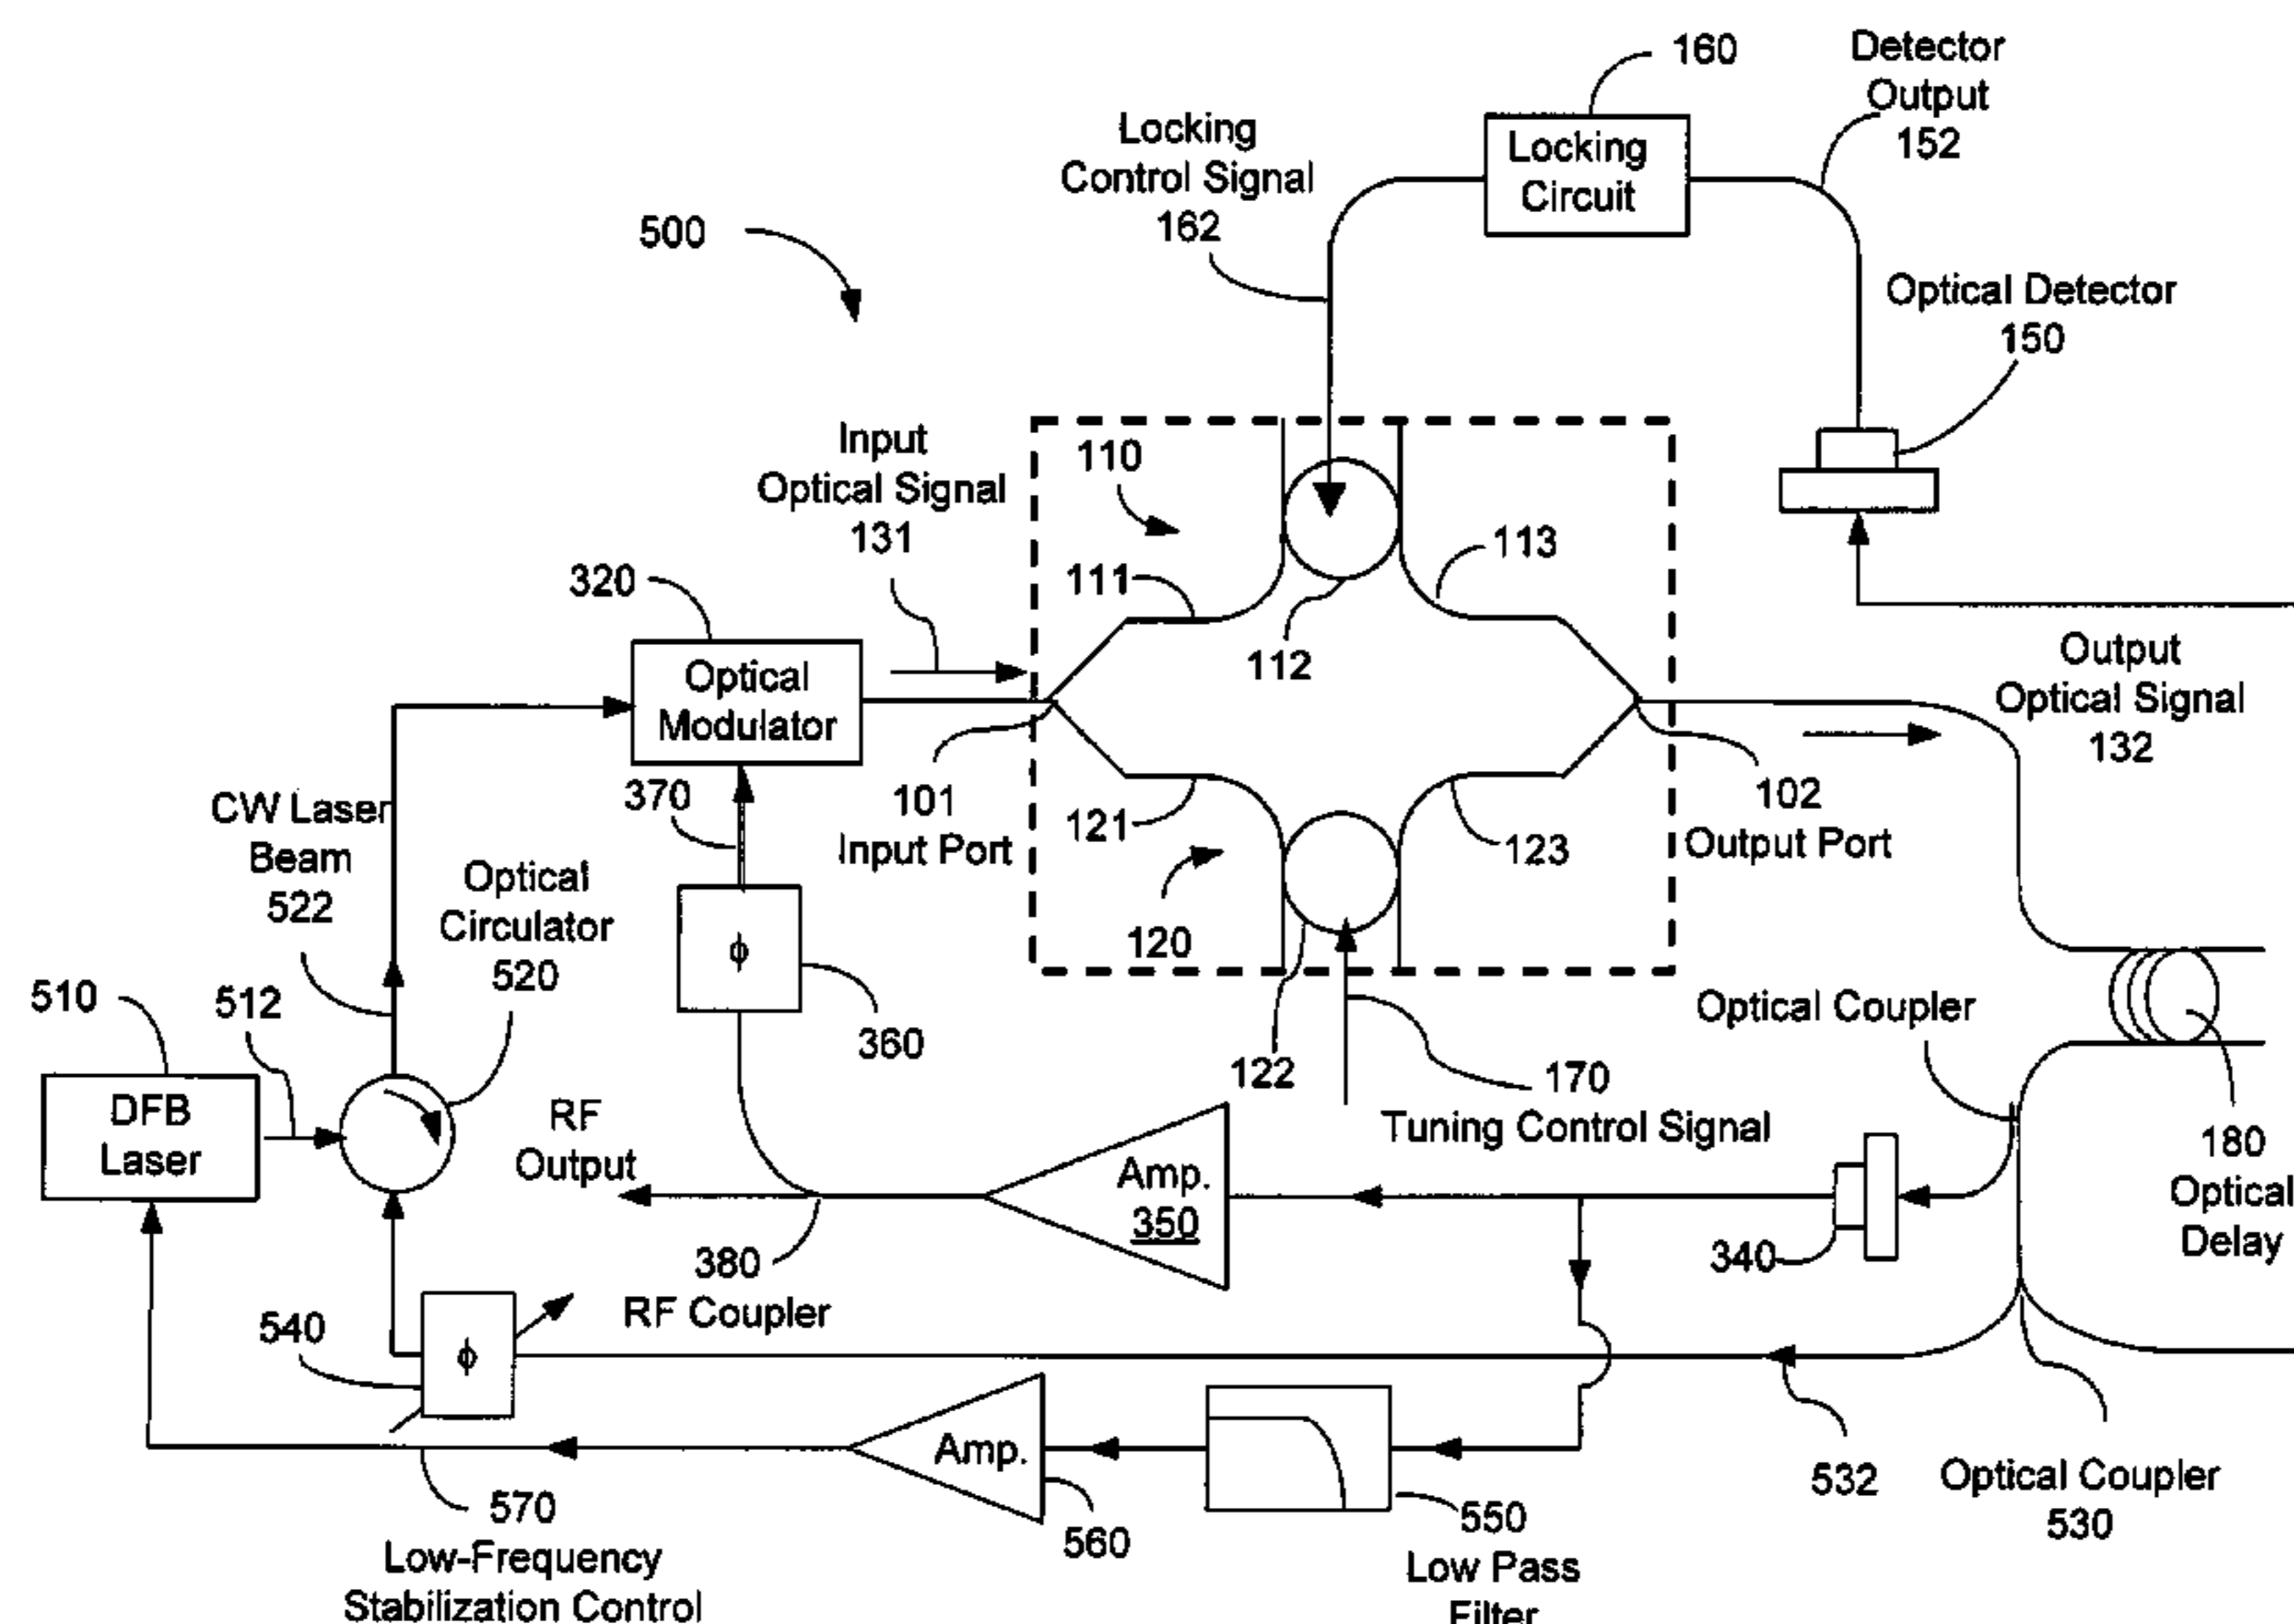 160
Detector
Output
152
Locking
Control Signal
162
Locking
Circuit
500
Optical Detector
150
Input
Optical Signal
131
110
113
111
112
320
Optical
Modulator
Output
Optical Signal
132
370
101
Input Port
102
Output Port
121
123
120
122
CW Laser
Beam
522
Optical
Circulator
520
ϕ
360
510
512
DFB
Laser
Optical Coupler
170
Tuning Control Signal
180
Optical
Delay
RF
Output
Amp.
350
340
380
RF Coupler
540
ϕ
532
Optical Coupler
530
Amp.
560
550
Low Pass
Filter
570
Low-Frequency
Stabilization Control